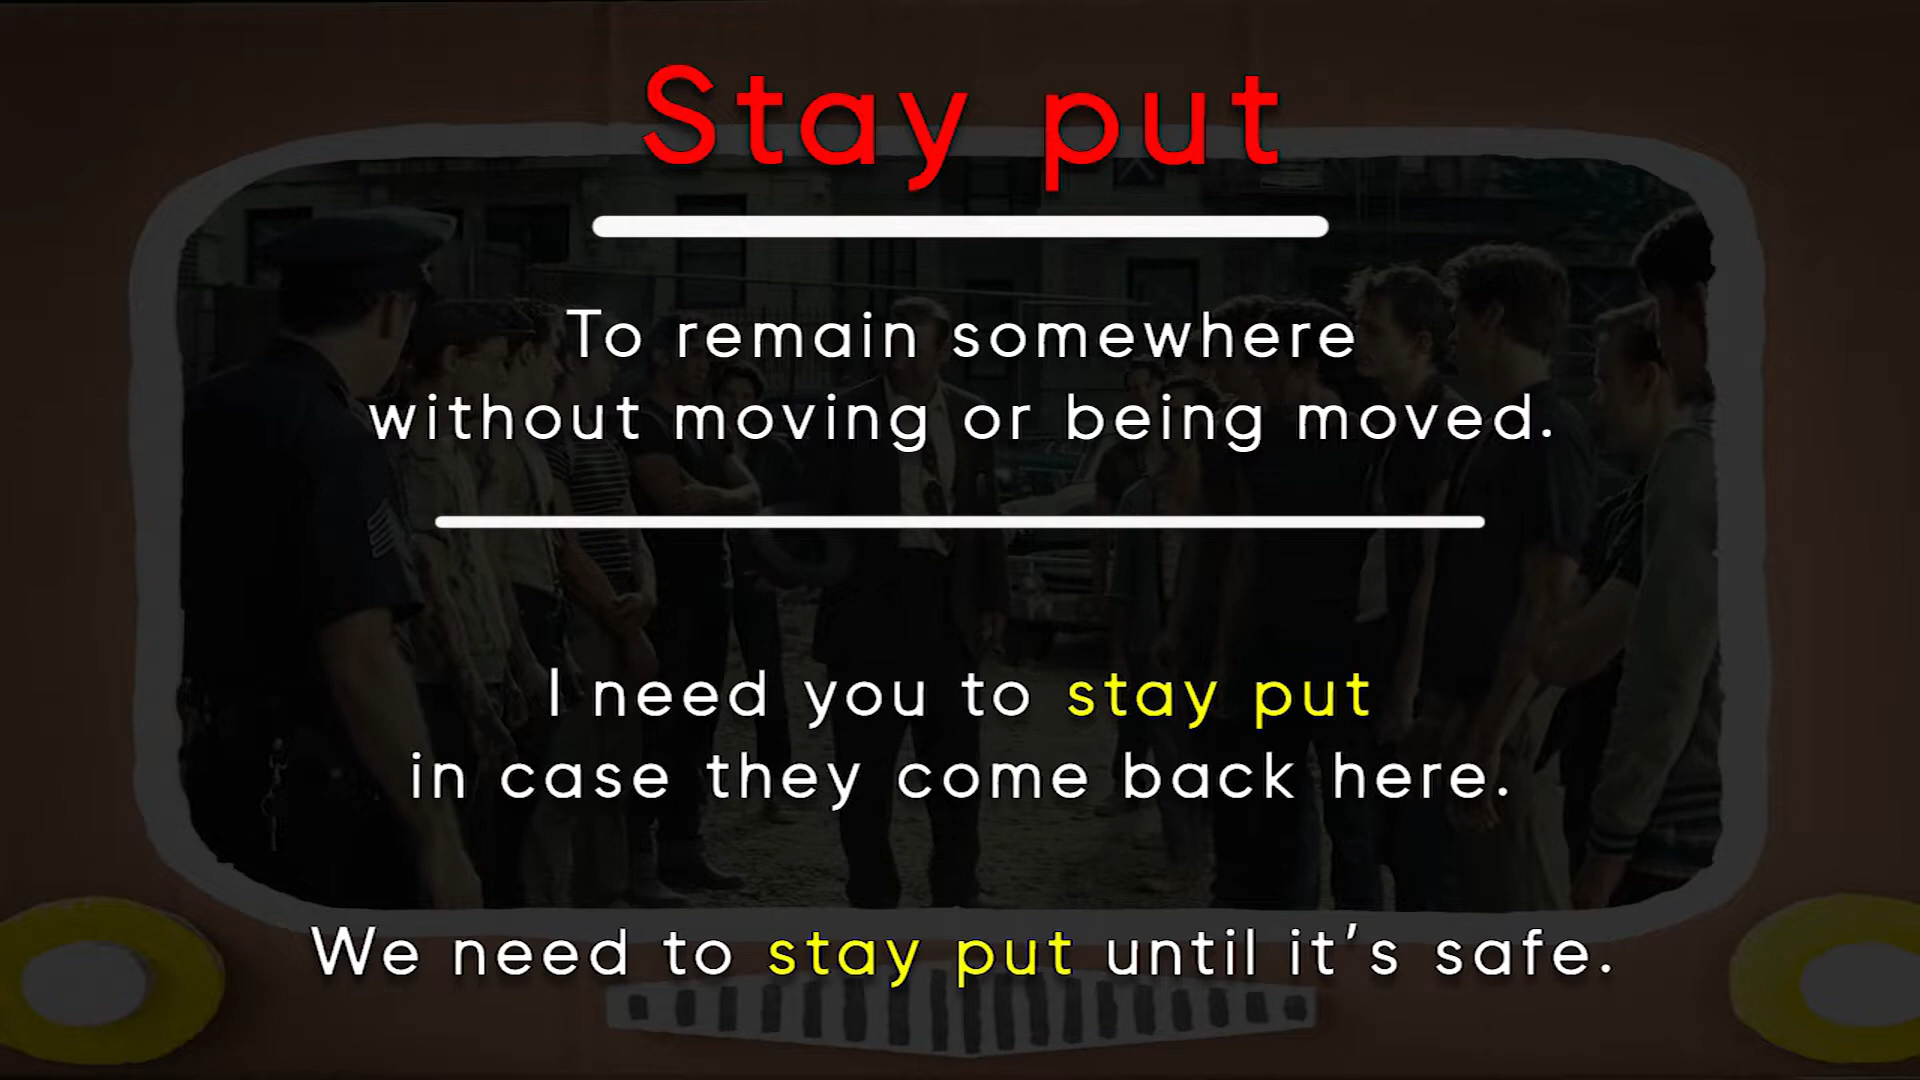 Stay put
To remain somewhere
without moving or being moved.
I need you to stay put
in case they come back here.
We need to stay put until it's safe.